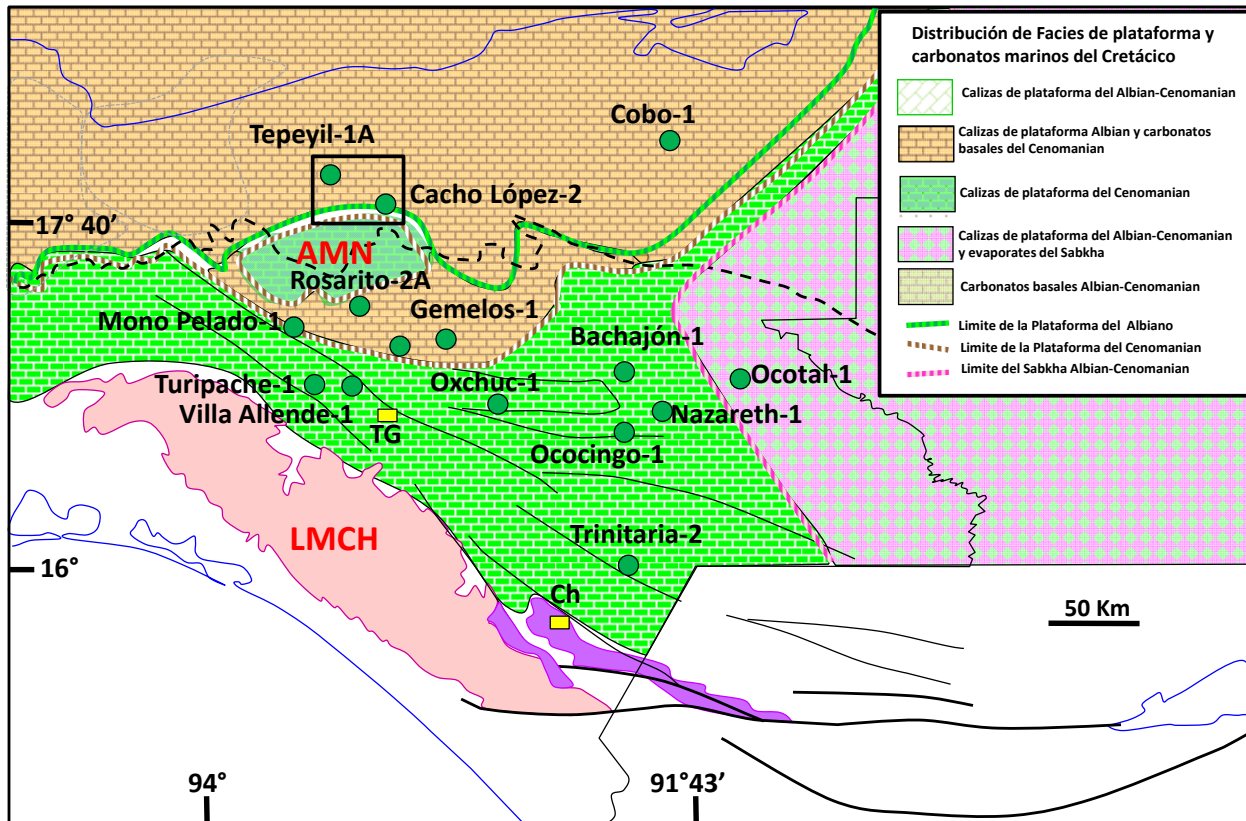 Distribución de Facies de plataforma y
carbonatos marinos del Cretácico
Calizas de plataforma del Albian-Cenomanian
Calizas de plataforma Albian y carbonatos
basales del Cenomanian
Calizas de plataforma del Cenomanian
Calizas de plataforma del Albian-Cenomanian
y evaporates del Sabkha
Carbonatos basales Albian-Cenomanian
Limite de la Plataforma del Albiano
Limite de la Plataforma del Cenomanian
Limite del Sabkha Albian-Cenomanian
Cobo-1
Tepeyil-1A
Cacho López-2
17° 40’
AMN
Rosarito-2A
Gemelos-1
Mono Pelado-1
Bachajón-1
Turipache-1
Oxchuc-1
Ocotal-1
Villa Allende-1
Nazareth-1
TG
Ococingo-1
LMCH
Trinitaria-2
16°
Ch
50 Km
94°
91°43’